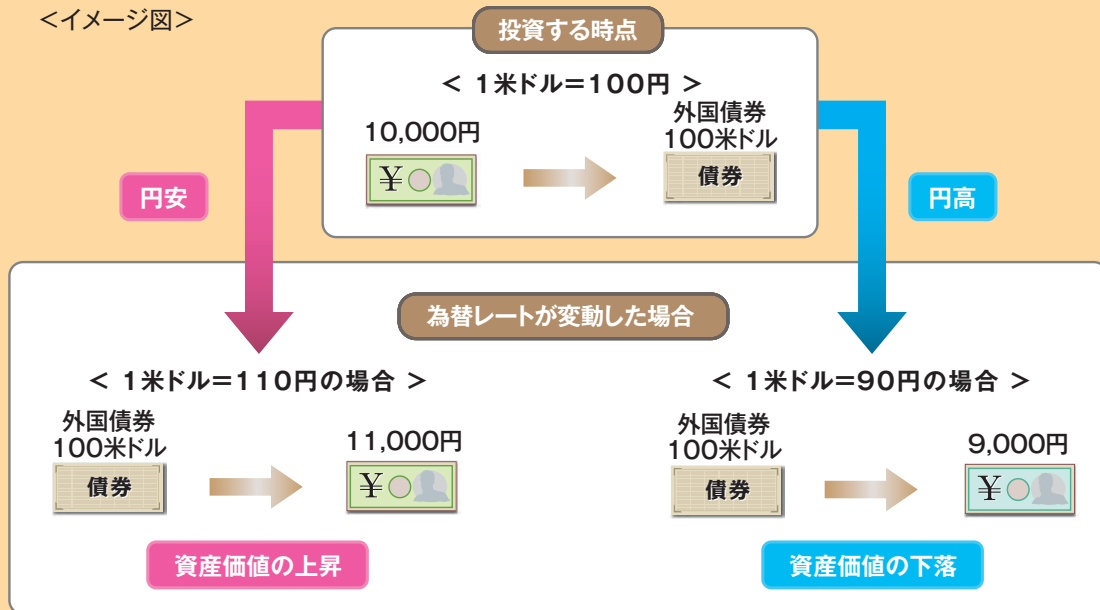 ＜イメージ図＞
投資する時点
＜ 1米ドル＝100円 ＞
10,000円
外国債券
100米ドル
¥
債券
円安
円高
為替レートが変動した場合
＜ 1米ドル＝110円の場合 ＞
外国債券
100米ドル
債券
11,000円
¥
資産価値の上昇
＜ 1米ドル＝90円の場合 ＞
外国債券
100米ドル
債券
9,000円
¥
資産価値の下落